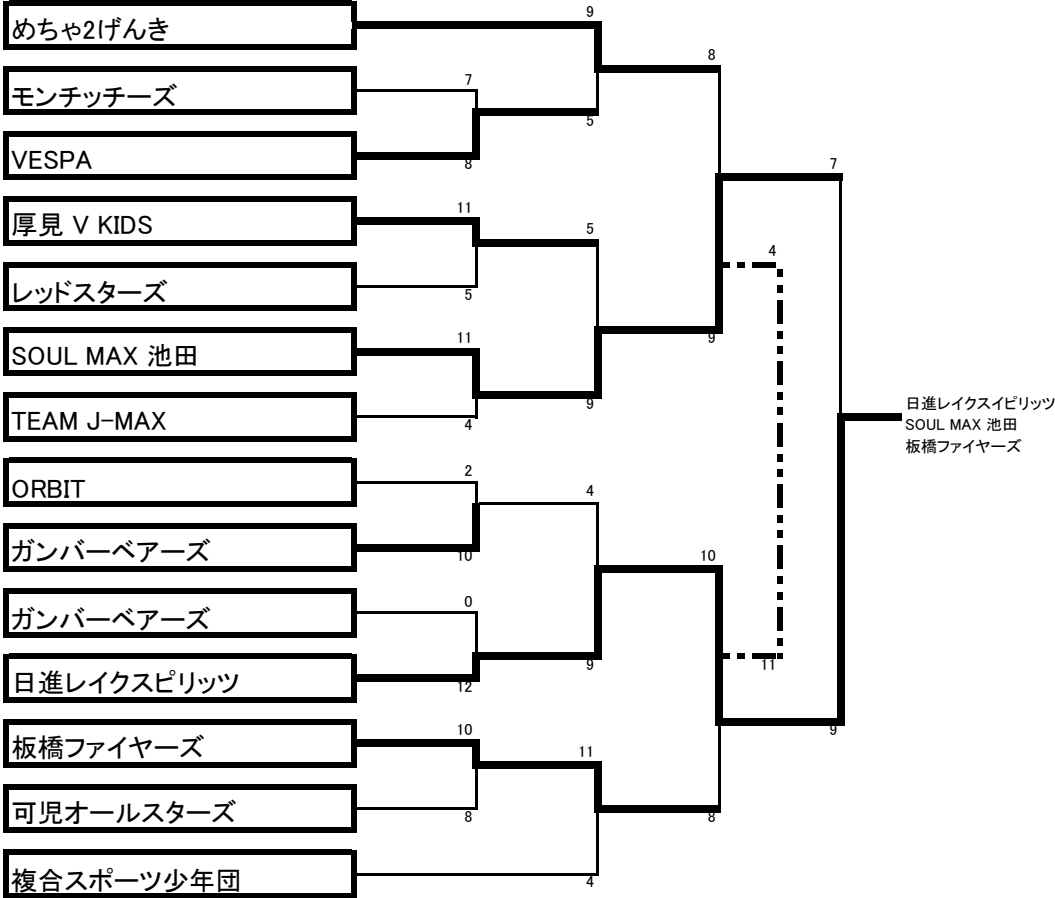 めちゃ2げんき
モンチッチーズ
VESPA
厚見 V KIDS
レッドスターズ
SOUL MAX 池田
TEAM J-MAX
ORBIT
ガンバーベアーズ
ガンバーベアーズ
日進レイクスピリッツ
板橋ファイヤーズ
可児オールスターズ
複合スポーツ少年団
7
8
11
5
11
4
2
10
0
12
10
8
9
5
5
9
4
9
11
4
8
9
10
8
4
11
7
9
日進レイクスイピリッツ
SOUL MAX 池田
板橋ファイヤーズ